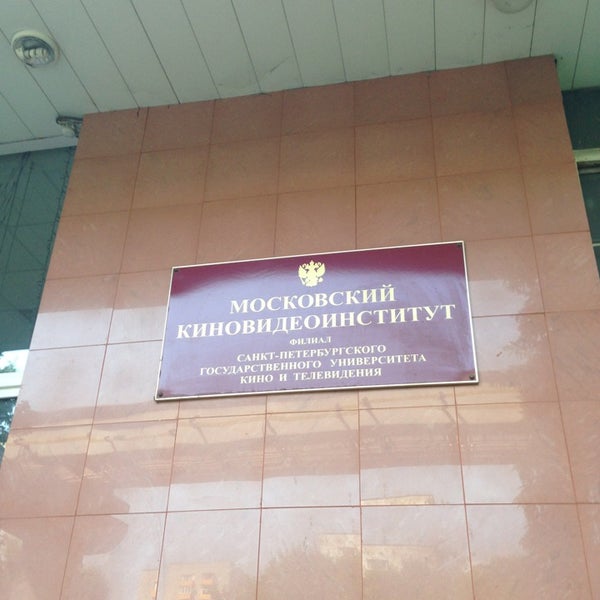 МОСКОВСКИЙ
КИНОВИДЕОИНСТИТУТ
ФИЛИАЛ
САНКТ-ПЕТЕРБУРГСКОГО
ГОСУДАРСТВЕННОГО УНИВЕРСИТЕТА
КИНО И ТЕЛЕВИДЕНИЯ